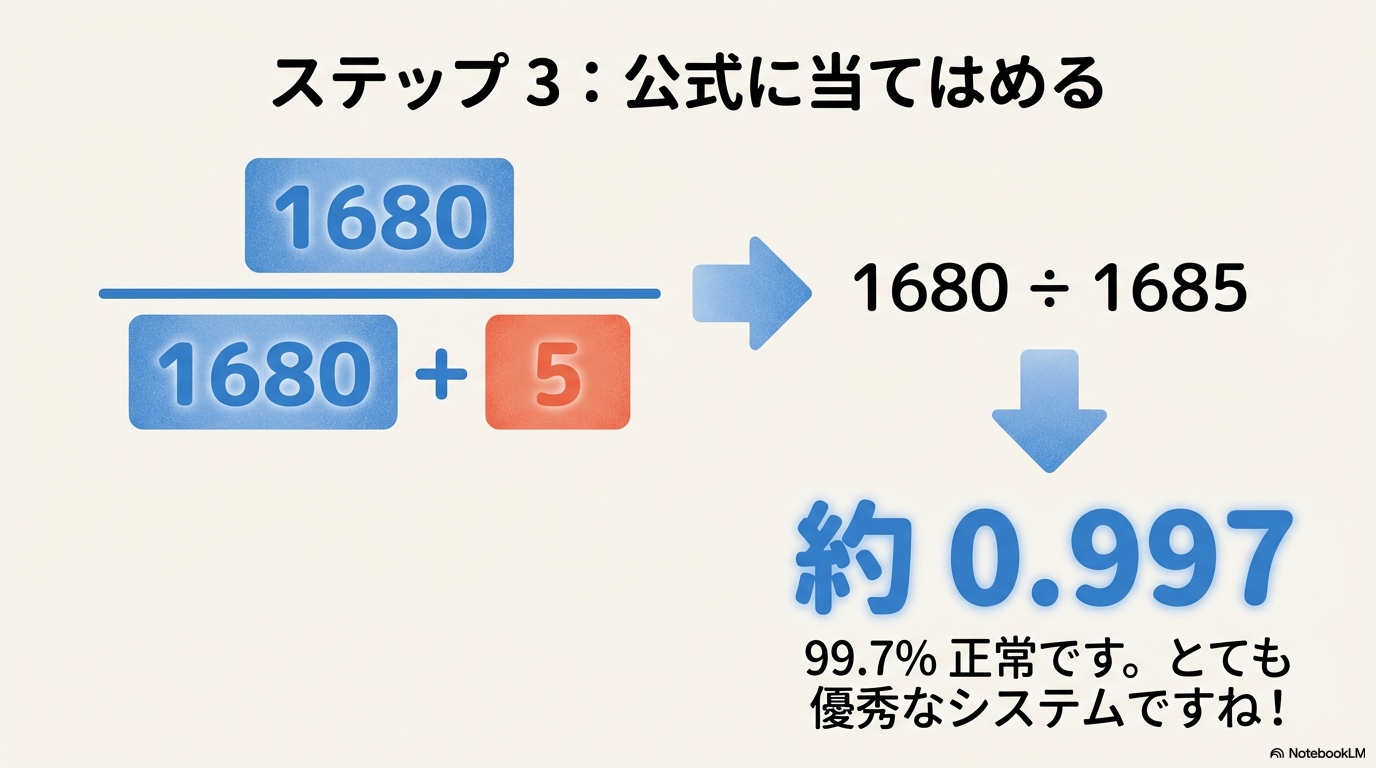 ステップ 3：公式に当てはめる
1680
1680 + 5
1680 ÷ 1685
約 0.997
99.7% 正常です。とても
優秀なシステムですね！
NotebookLM